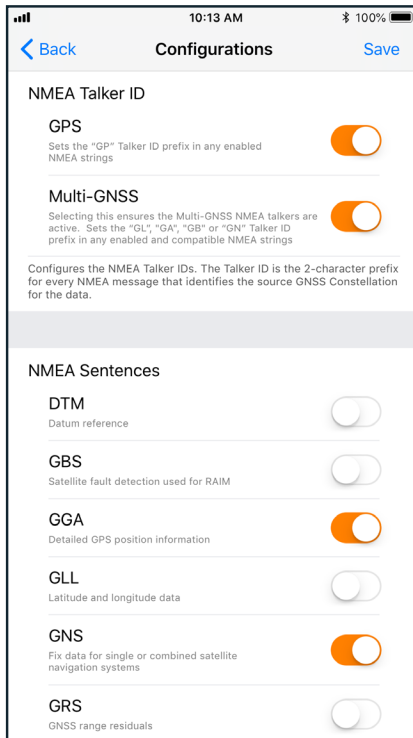 10:13 AM
100%
Back
Configurations
Save
NMEA Talker ID
GPS
Sets the “GP” Talker ID prefix in any enabled
NMEA strings
Multi-GNSS
Selecting this ensures the Multi-GNSS NMEA talkers are
active.  Sets the “GL”, "GA", "GB" or “GN” Talker ID
prefix in any enabled and compatible NMEA strings
Configures the NMEA Talker IDs. The Talker ID is the 2-character prefix
for every NMEA message that identifies the source GNSS Constellation
for the data.
NMEA Sentences
DTM
Datum reference
GBS
Satellite fault detection used for RAIM
GGA
Detailed GPS position information
GLL
Latitude and longitude data
GNS
Fix data for single or combined satellite
navigation systems
GRS
GNSS range residuals